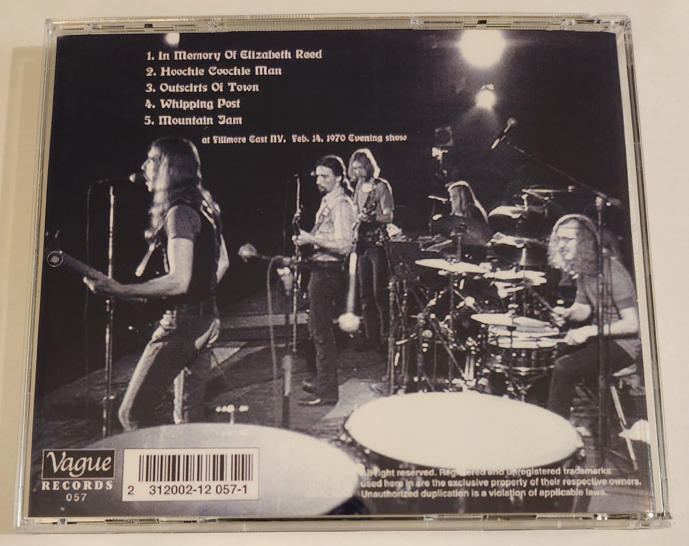 1. In Memory Of Elizabeth Reed
2. Hoochie Coochie Man
3. Outscirts Of Town
4. Whipping Post
5. Mountain Jam
at Fillmore East NY, Feb. 14, 1970 Evening show
Vague
RECORDS
057
2 312002-12 057-1
All right reserved. Registered and unregistered trademarks
used here in are the exclusive property of their respective owners.
Unauthorized duplication is a violation of applicable laws.